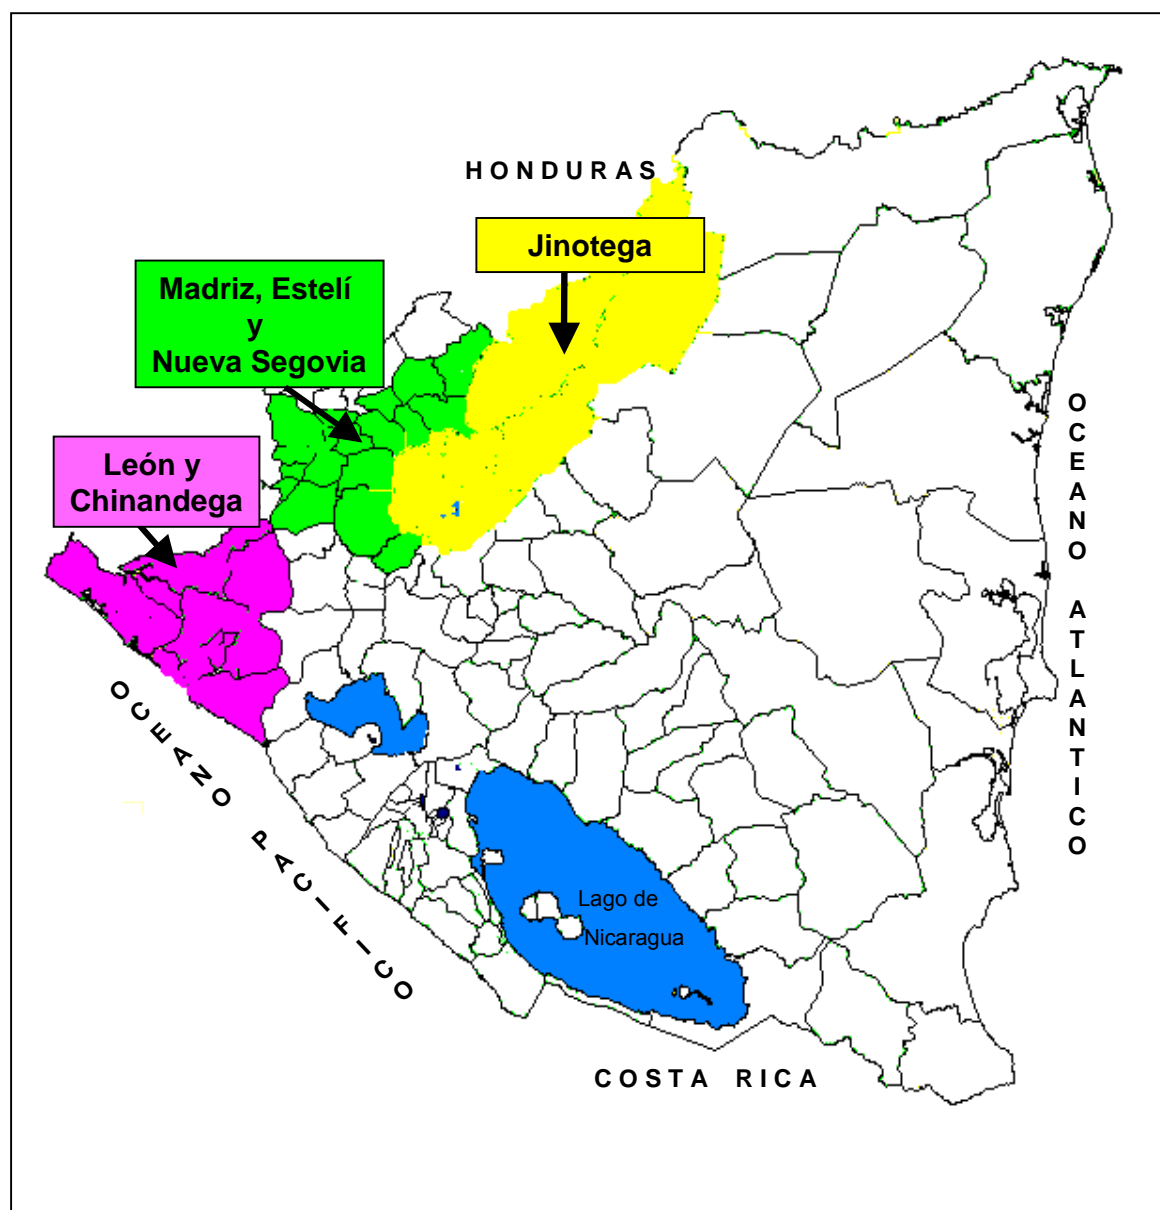 HONDURAS
Jinotega
Madriz, Estelí
y
Nueva Segovia
León y
Chinandega
OCEANO ATLANTICO
OCEANO PACIFICO
Lago de
Nicaragua
COSTA RICA